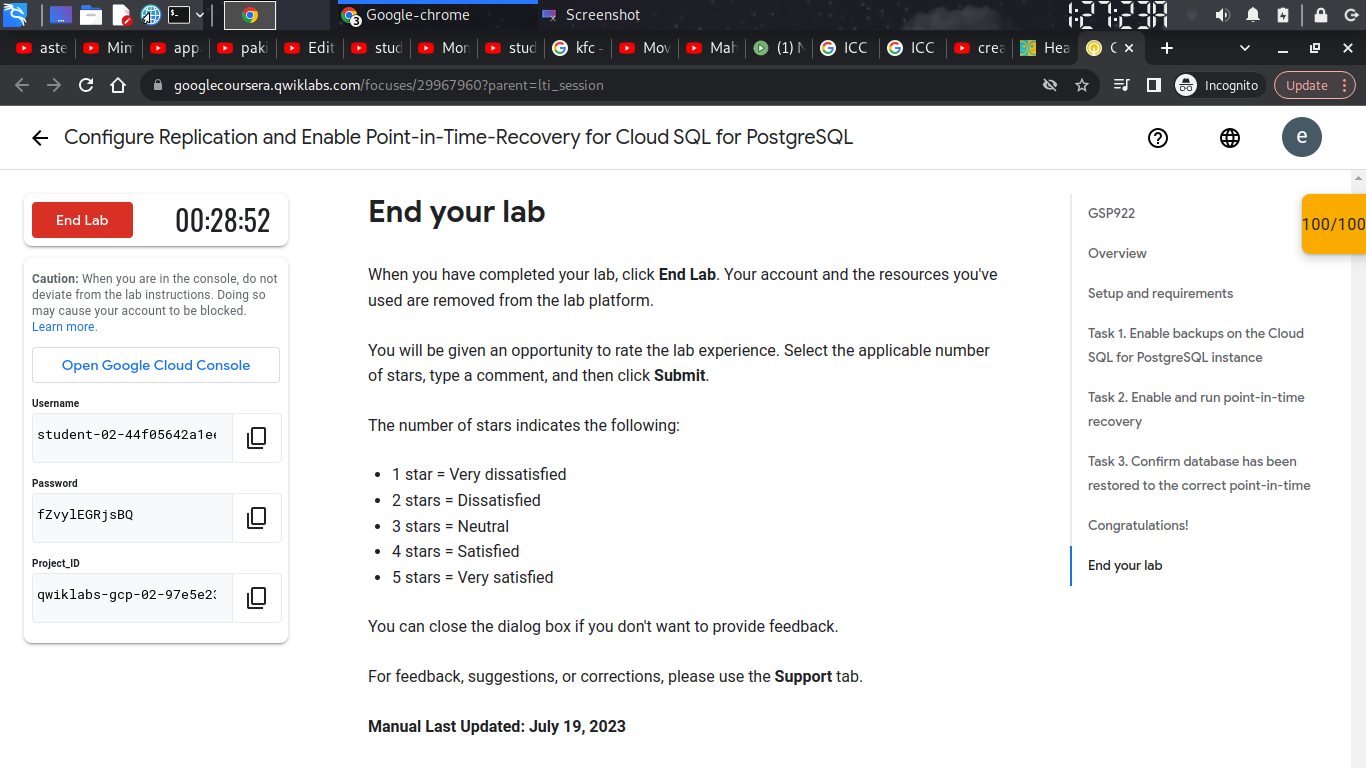 Google-chrome
Screenshot
1:27:23
aste
Mim
app
paki
Edit
stud
Mon
stud
kfc -
Mov
Mah
(1)
ICC
ICC
crea
Hea
googlecoursera.qwiklabs.com/focuses/29967960?parent=lti_session
Incognito
Update
Configure Replication and Enable Point-in-Time-Recovery for Cloud SQL for PostgreSQL
e
End Lab
00:28:52
Caution: When you are in the console, do not
deviate from the lab instructions. Doing so
may cause your account to be blocked.
Learn more.
Open Google Cloud Console
Username
student-02-44f05642a1ee
Password
fZvylEGRjsBQ
Project_ID
qwiklabs-gcp-02-97e5e23
End your lab
When you have completed your lab, click End Lab. Your account and the resources you've
used are removed from the lab platform.
You will be given an opportunity to rate the lab experience. Select the applicable number
of stars, type a comment, and then click Submit.
The number of stars indicates the following:
• 1 star = Very dissatisfied
• 2 stars = Dissatisfied
• 3 stars = Neutral
• 4 stars = Satisfied
• 5 stars = Very satisfied
You can close the dialog box if you don't want to provide feedback.
For feedback, suggestions, or corrections, please use the Support tab.
Manual Last Updated: July 19, 2023
GSP922
Overview
Setup and requirements
Task 1. Enable backups on the Cloud
SQL for PostgreSQL instance
Task 2. Enable and run point-in-time
recovery
Task 3. Confirm database has been
restored to the correct point-in-time
Congratulations!
End your lab
100/100